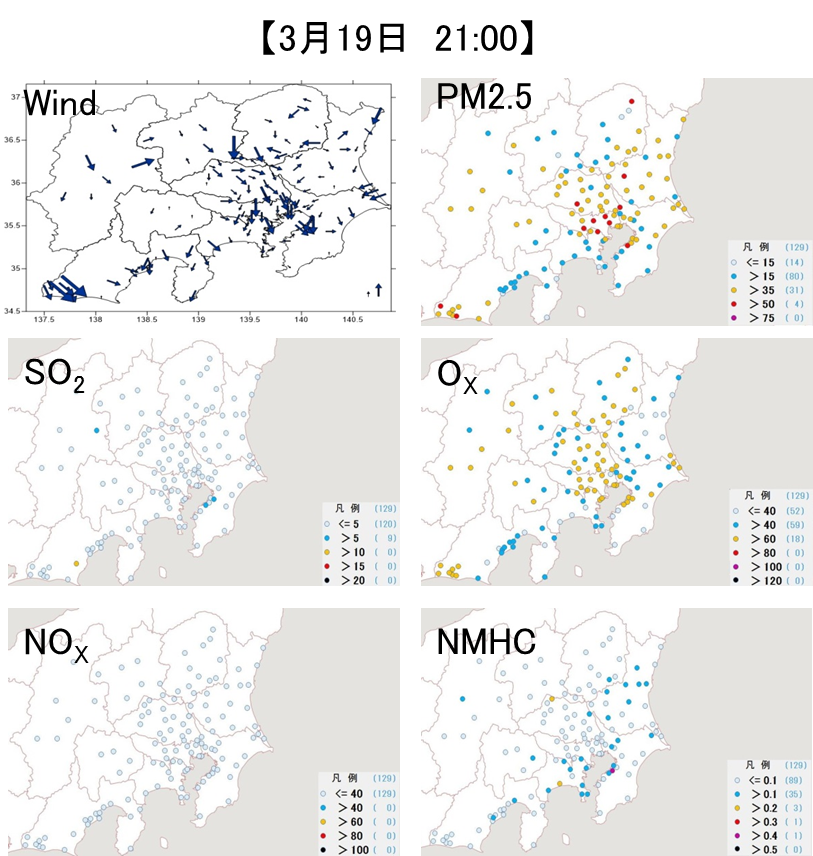 【3月19日 21:00】
Wind
37
36.5
36
35.5
35
34.5
137.5 138 138.5 139 139.5 140 140.5
PM2.5
凡 例 (129)
<= 15 (14)
> 15 (80)
> 35 (31)
> 50 ( 4)
> 75 ( 0)
SO2
凡 例 (129)
<= 5 (120)
> 5 ( 9)
> 10 ( 0)
> 15 ( 0)
> 20 ( 0)
OX
凡 例 (129)
<= 40 (52)
> 40 (59)
> 60 (18)
> 80 ( 0)
> 100 ( 0)
> 120 ( 0)
NOX
凡 例 (129)
<= 40 (129)
> 40 ( 0)
> 60 ( 0)
> 80 ( 0)
> 100 ( 0)
NMHC
凡 例 (129)
<= 0.1 (89)
> 0.1 (35)
> 0.2 ( 3)
> 0.3 ( 1)
> 0.4 ( 1)
> 0.5 ( 0)